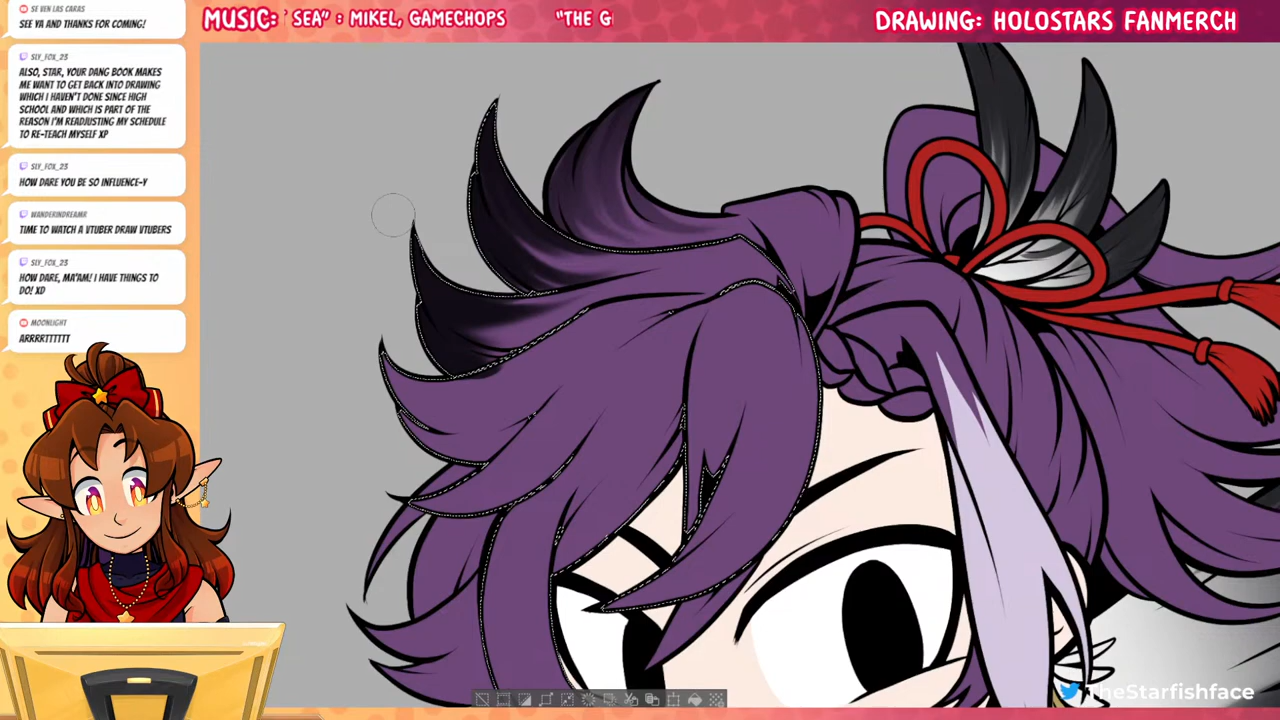 MUSIC: SEA" : MIKEL, GAMECHOPS "THE G
DRAWING: HOLOSTARS FANMERCH
SE VEN LAS CARAS
SEE YA AND THANKS FOR COMING!
SLY_FOX_23
ALSO, STAR, YOUR DANG BOOK MAKES
ME WANT TO GET BACK INTO DRAWING
WHICH I HAVEN'T DONE SINCE HIGH
SCHOOL AND WHICH IS PART OF THE
REASON I'M READJUSTING MY SCHEDULE
TO RE-TEACH MYSELF XP
SLY_FOX_23
HOW DARE YOU BE SO INFLUENCE-Y
WANDERINDREAMR
TIME TO WATCH A VTUBER DRAW VTUBERS
SLY_FOX_23
HOW DARE, MA'AM! I HAVE THINGS TO
DO! XD
MOONLIGHT
ARRRRTTTTTT
TheStarfishface